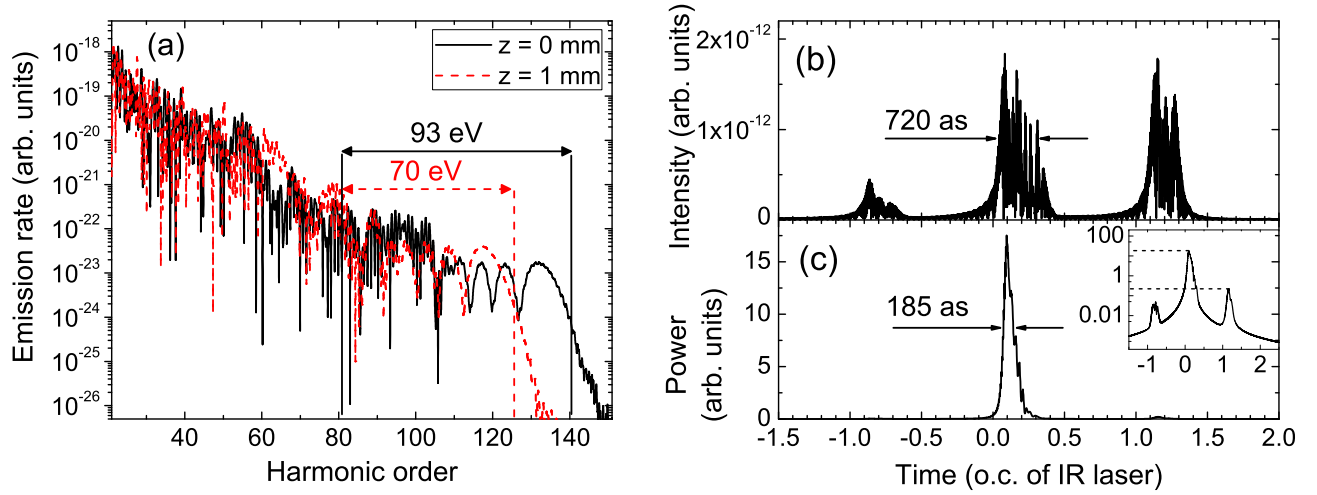 (a)
z = 0 mm
z = 1 mm
93 eV
70 eV
10⁻¹⁸
10⁻¹⁹
10⁻²⁰
10⁻²¹
10⁻²²
10⁻²³
10⁻²⁴
10⁻²⁵
10⁻²⁶
Emission rate (arb. units)
40 60 80 100 120 140
Harmonic order
(b)
2x10⁻¹²
1x10⁻¹²
0
Intensity (arb. units)
720 as
(c)
15
10
5
0
Power
(arb. units)
185 as
100
1
0.01
-1 0 1 2
-1.5 -1.0 -0.5 0.0 0.5 1.0 1.5 2.0
Time (o.c. of IR laser)